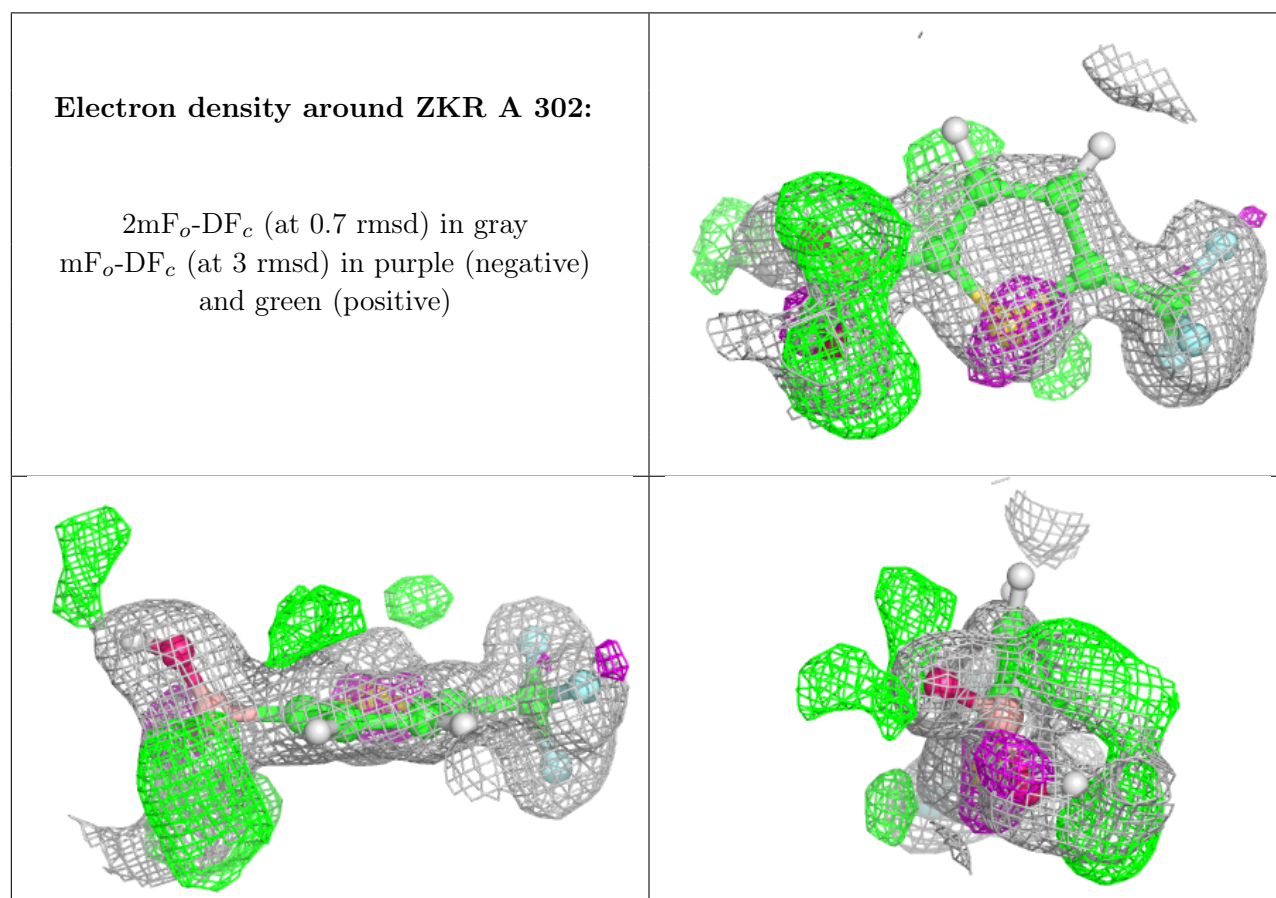 Electron density around ZKR A 302:
2mFo-DFc (at 0.7 rmsd) in gray
mFo-DFc (at 3 rmsd) in purple (negative)
and green (positive)